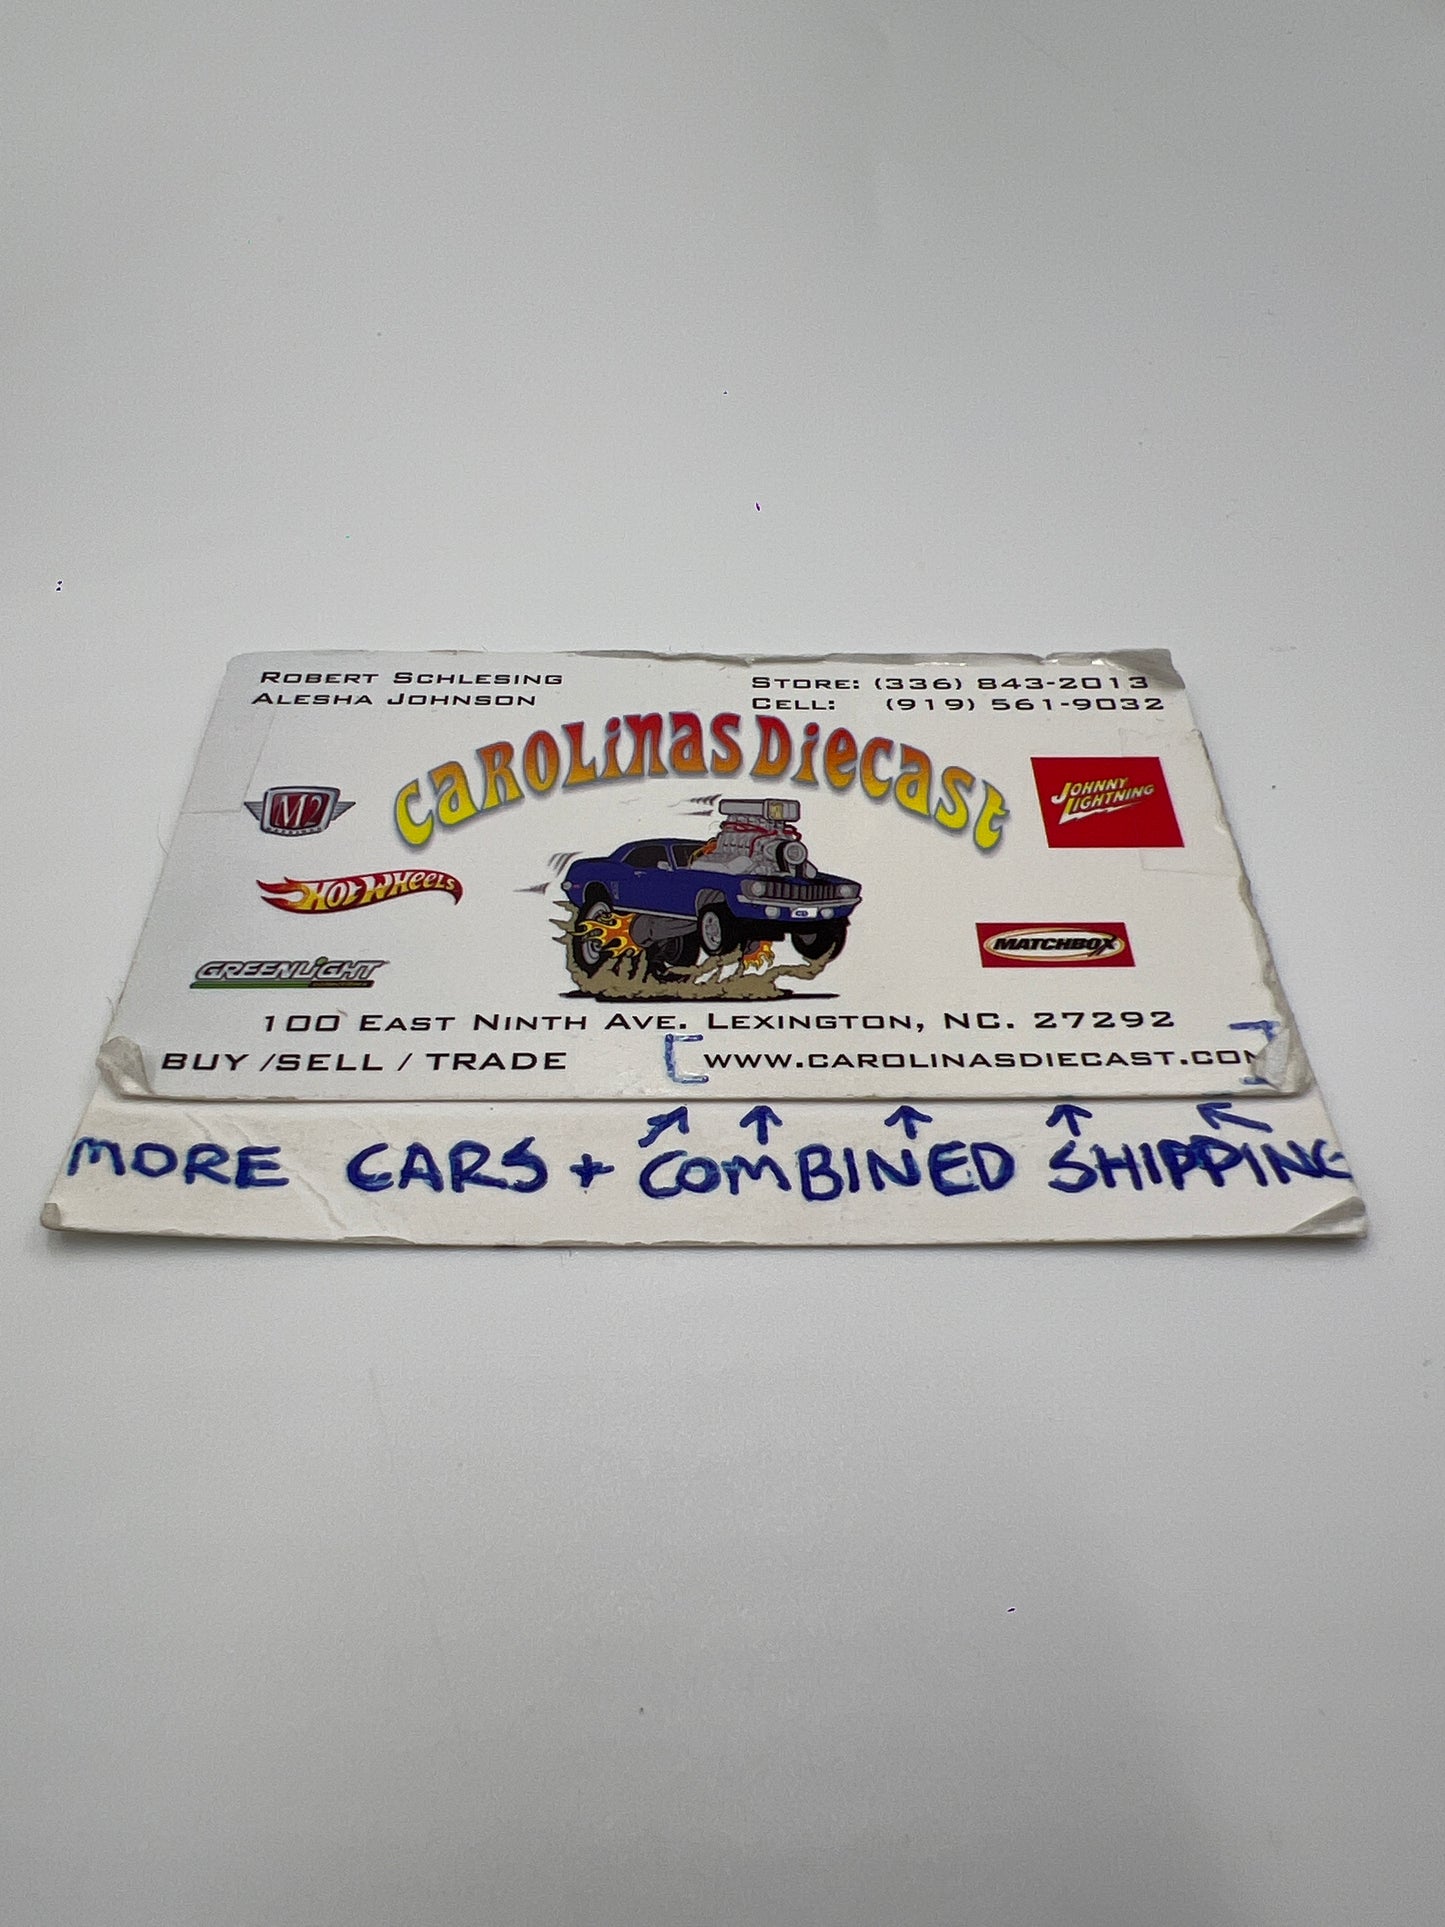 ROBERT SCHLESING
ALESHA JOHNSON
STORE: (336) 843-2013
CELL: (919) 561-9032
CAROLINAS DIECAST
M2
JOHNNY LIGHTNING
HOT WHEELS
MATCHBOX
GREENLIGHT
100 EAST NINTH AVE. LEXINGTON, NC. 27292
BUY /SELL / TRADE [WWW.CAROLINASDIECAST.COM]
MORE CARS + COMBINED SHIPPING